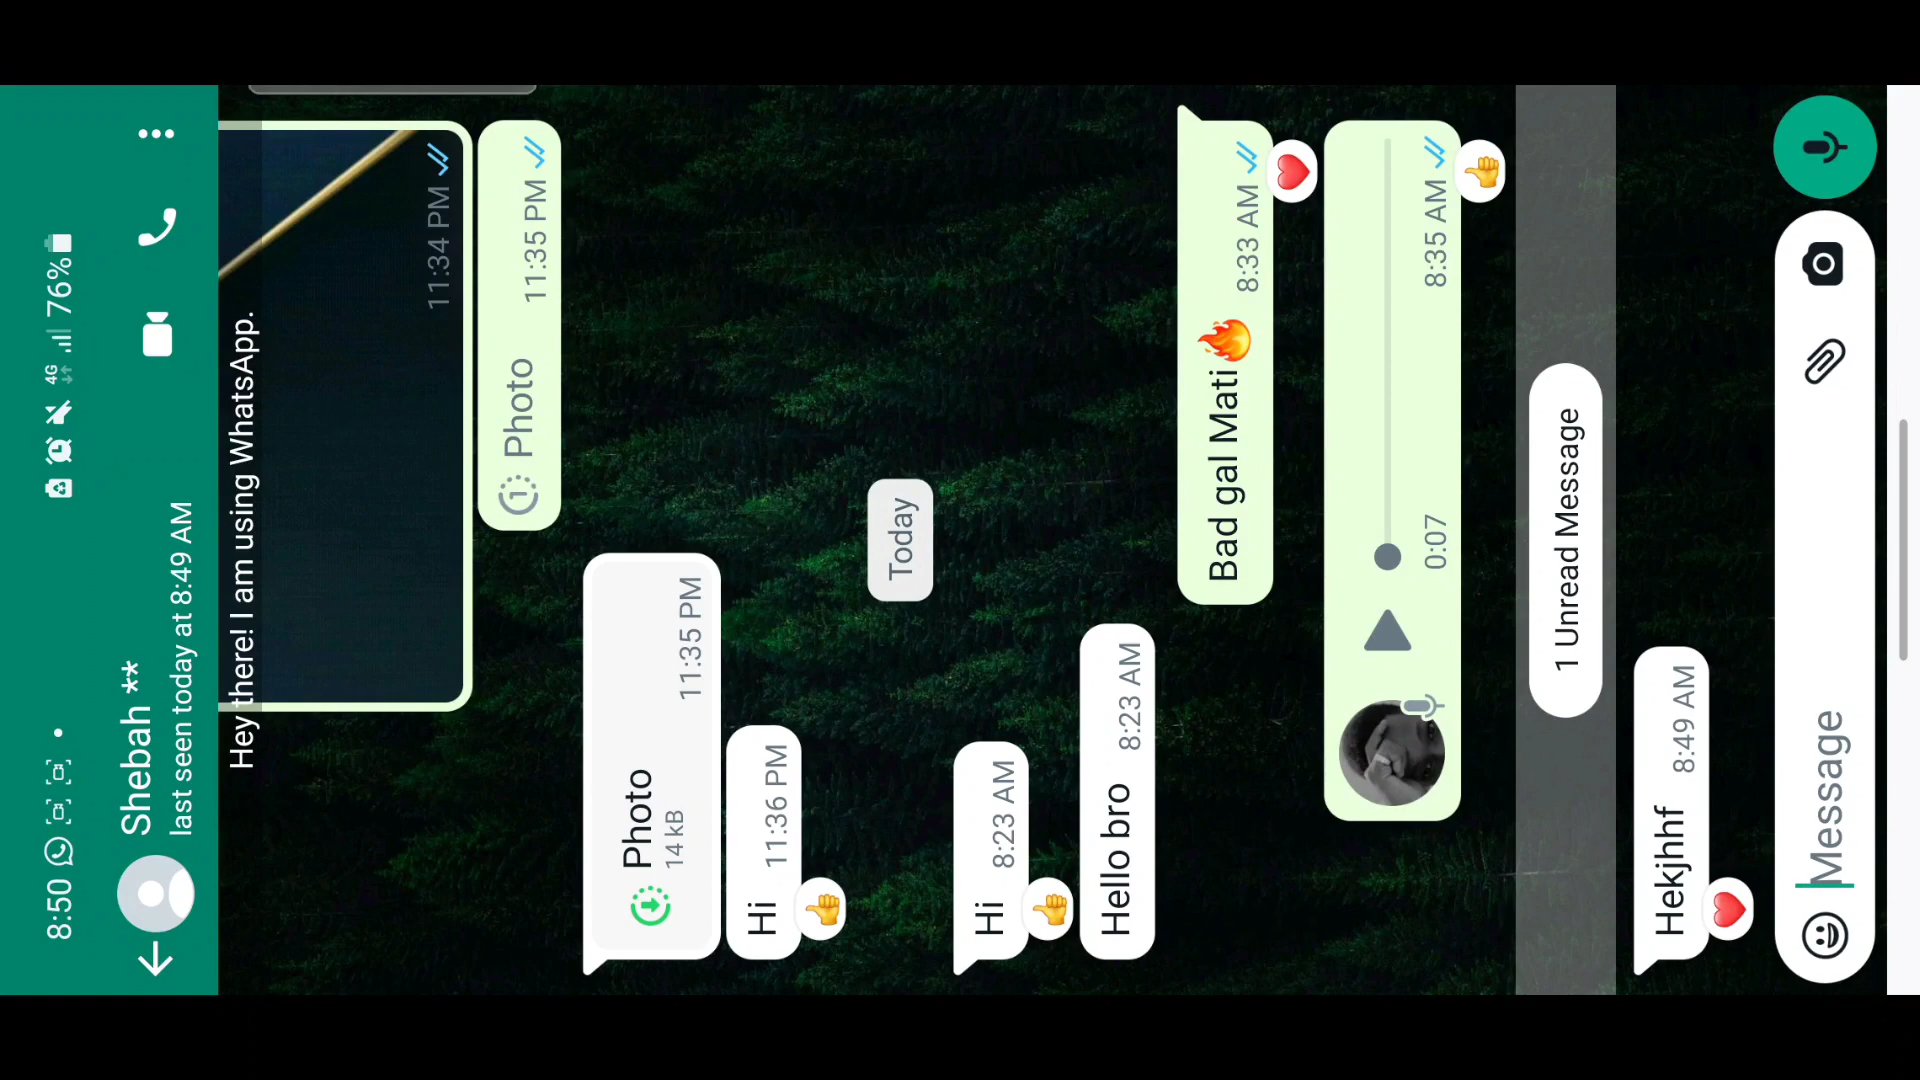 8:50
4G 76%
Shebah **
last seen today at 8:49 AM
Hey there! I am using WhatsApp.
11:34 PM
1 Photo 11:35 PM
Photo
14 kB 11:35 PM
Hi 11:36 PM
Today
Hi 8:23 AM
Hello bro 8:23 AM
Bad gal Mati 🔥 8:33 AM
0:07 8:35 AM
1 Unread Message
Hekjhhf 8:49 AM
Message